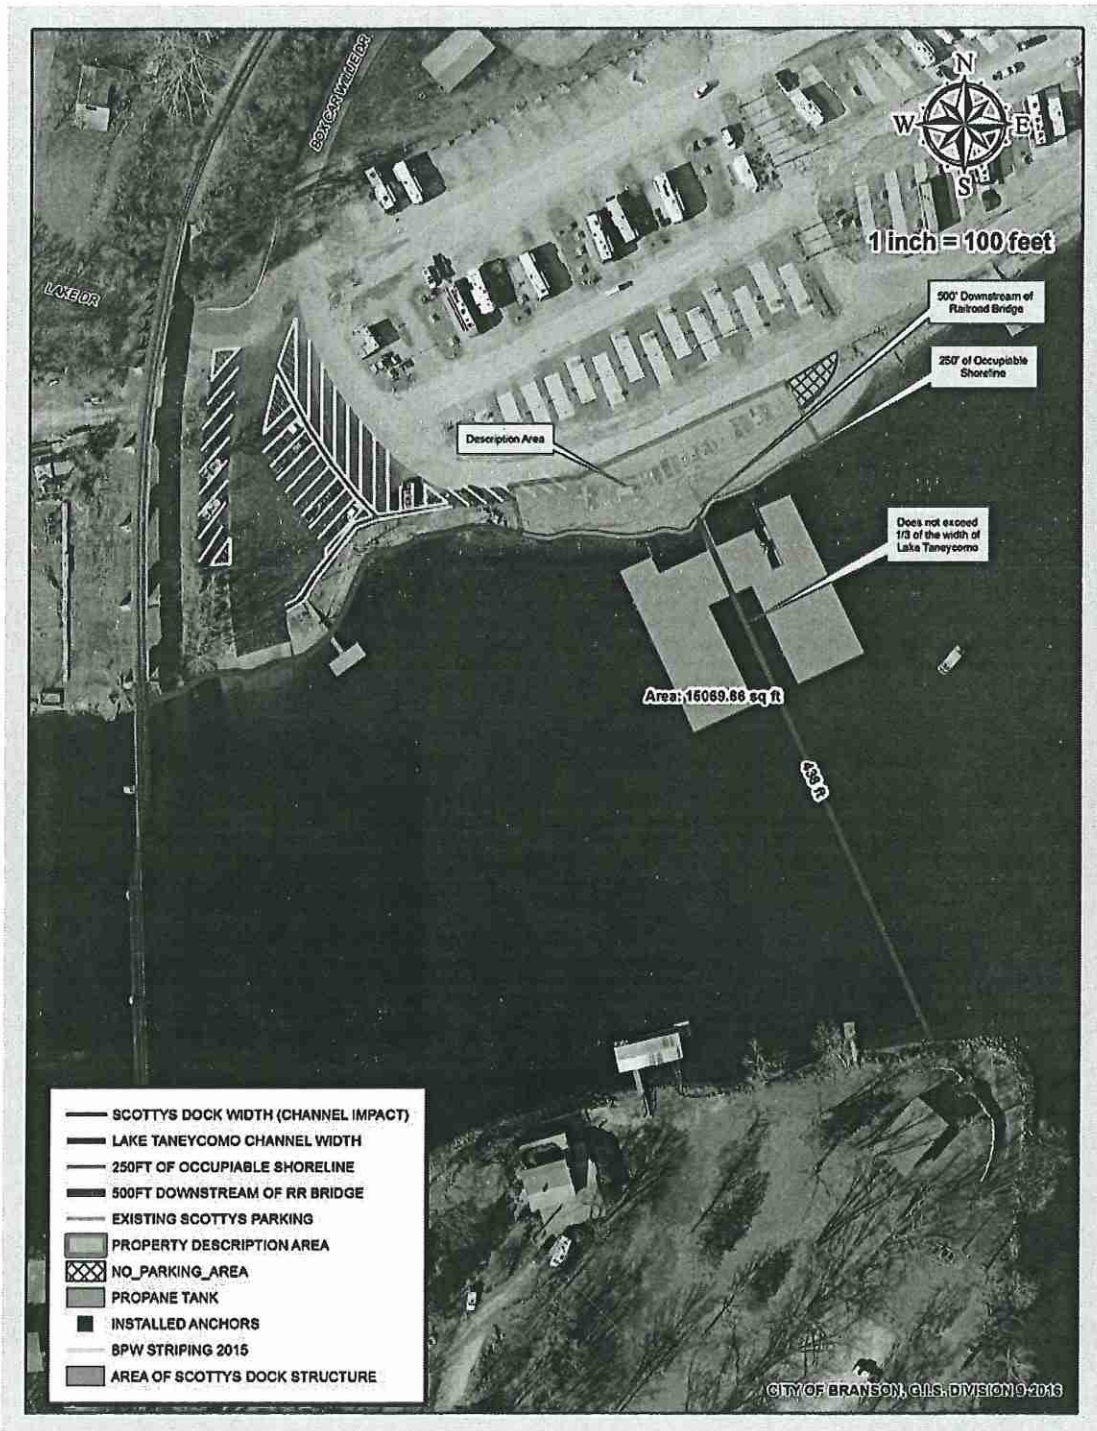 BOX CAR WILLIE DR
N
W
E
S
1 inch = 100 feet
LAKE DR
500' Downstream of
Railroad Bridge
250' of Occupiable
Shoreline
Description Area
Does not exceed
1/3 of the width of
Lake Taneycomo
Area: 15069.66 sq ft
438 ft
SCOTTYS DOCK WIDTH (CHANNEL IMPACT)
LAKE TANEYCOMO CHANNEL WIDTH
250FT OF OCCUPIABLE SHORELINE
500FT DOWNSTREAM OF RR BRIDGE
EXISTING SCOTTYS PARKING
PROPERTY DESCRIPTION AREA
NO_PARKING_AREA
PROPANE TANK
INSTALLED ANCHORS
BPW STRIPING 2015
AREA OF SCOTTYS DOCK STRUCTURE
CITY OF BRANSON, G.I.S. DIVISION 9-2016